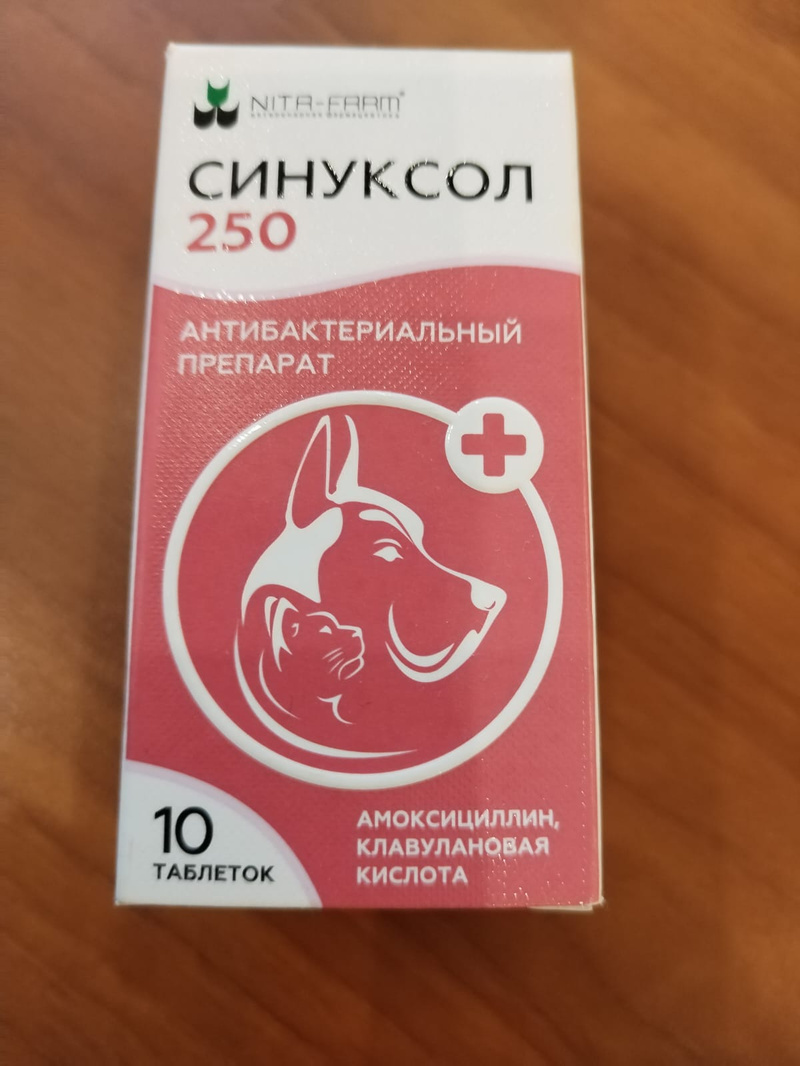 NITA-FARM®
СИНУКСОЛ
250
АНТИБАКТЕРИАЛЬНЫЙ
ПРЕПАРАТ
10
ТАБЛЕТОК
АМОКСИЦИЛЛИН,
КЛАВУЛАНОВАЯ
КИСЛОТА